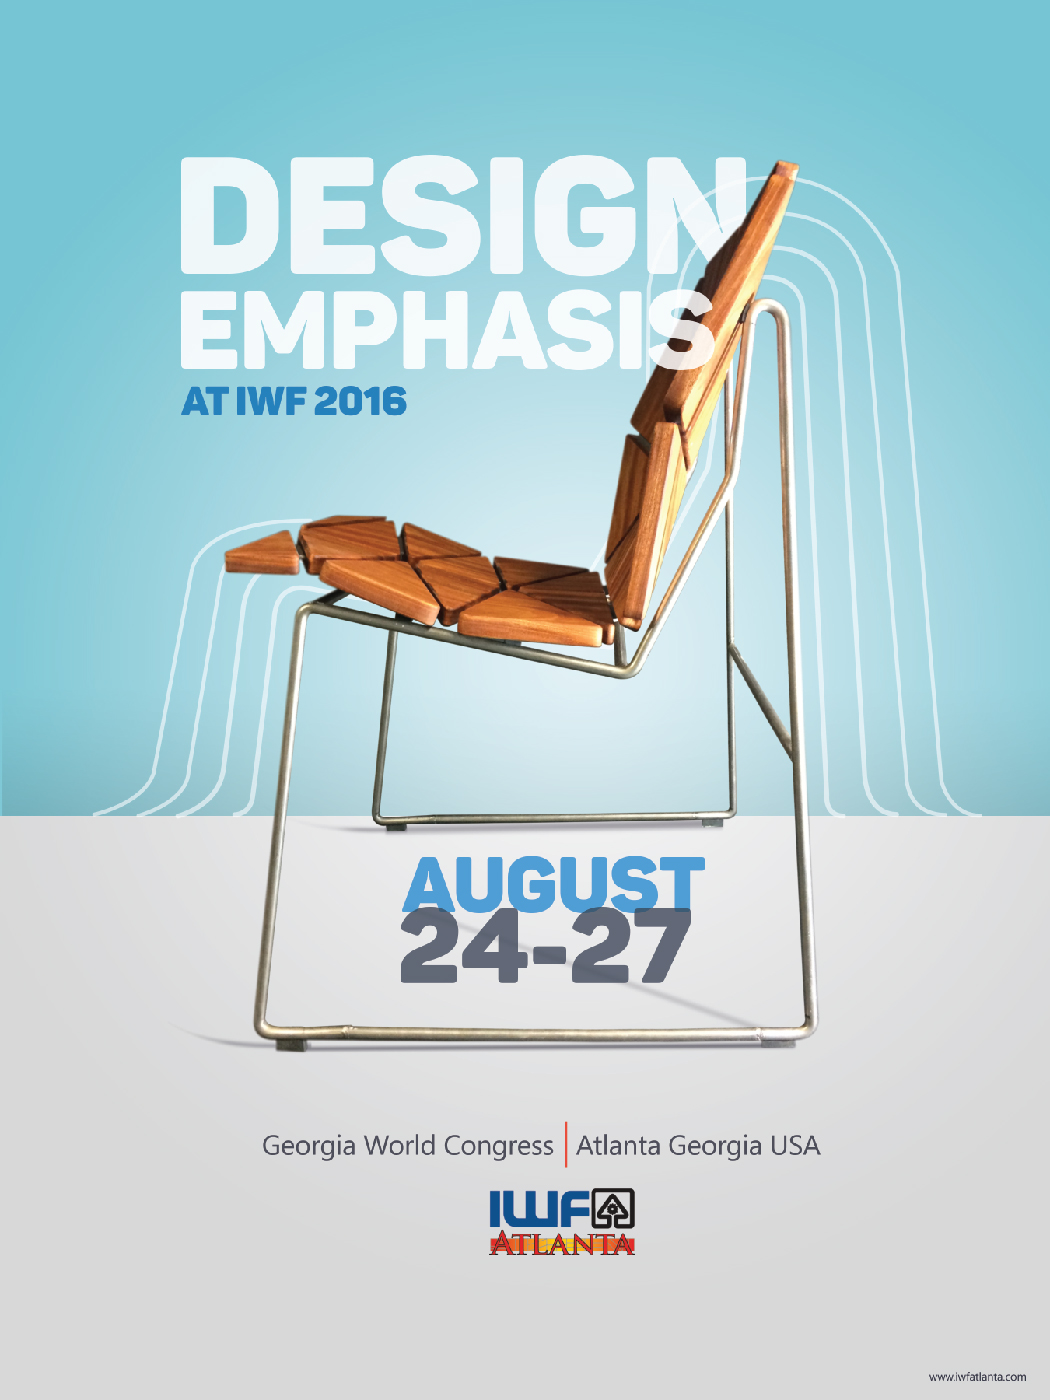 DESIGN
EMPHASIS
AT IWF 2016
AUGUST
24-27
Georgia World Congress | Atlanta Georgia USA
IWF
ATLANTA
www.iwfatlanta.com